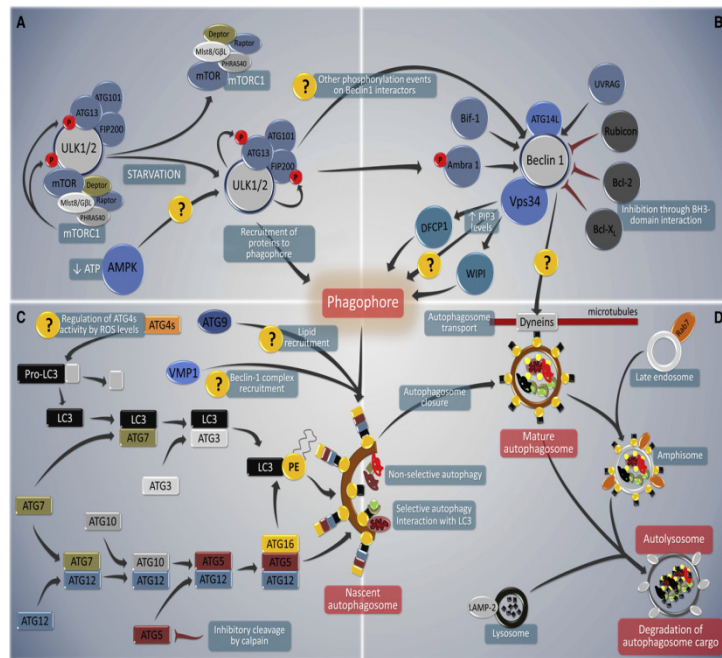 A
B
Deptor
Mlst8/GβL
Raptor
PHRAS40
mTOR
mTORC1
ATG101
ATG13
P
FIP200
ULK1/2
P
mTOR
Deptor
Mlst8/GβL
Raptor
PHRAS40
mTORC1
STARVATION
?
↓ ATP
AMPK
P
ATG101
ATG13
FIP200
P
ULK1/2
Recruitment of
proteins to
phagophore
?
Other phosphorylation events
on Beclin1 interactors
Bif-1
ATG14L
UVRAG
P
Ambra 1
Beclin 1
Rubicon
Bcl-2
Vps34
Inhibition through BH3-
domain interaction
DFCP1
↑ PIP3
levels
?
WIPI
?
Phagophore
C
D
?
Regulation of ATG4s
activity by ROS levels
ATG4s
ATG9
?
Lipid
recruitment
VMP1
?
Beclin-1 complex
recruitment
Pro-LC3
LC3
LC3
ATG7
LC3
ATG3
LC3
PE
ATG3
ATG7
ATG10
ATG7
ATG12
ATG10
ATG12
ATG5
ATG12
ATG16
ATG5
ATG12
ATG12
ATG5
Inhibitory cleavage
by calpain
Autophagosome
transport
Dyneins
microtubules
Rab7
Late endosome
Autophagosome
closure
Mature
autophagosome
Amphisome
Non-selective autophagy
Selective autophagy
Interaction with LC3
Nascent
autophagosome
Autolysosome
LAMP-2
Lysosome
Degradation of
autophagosome cargo